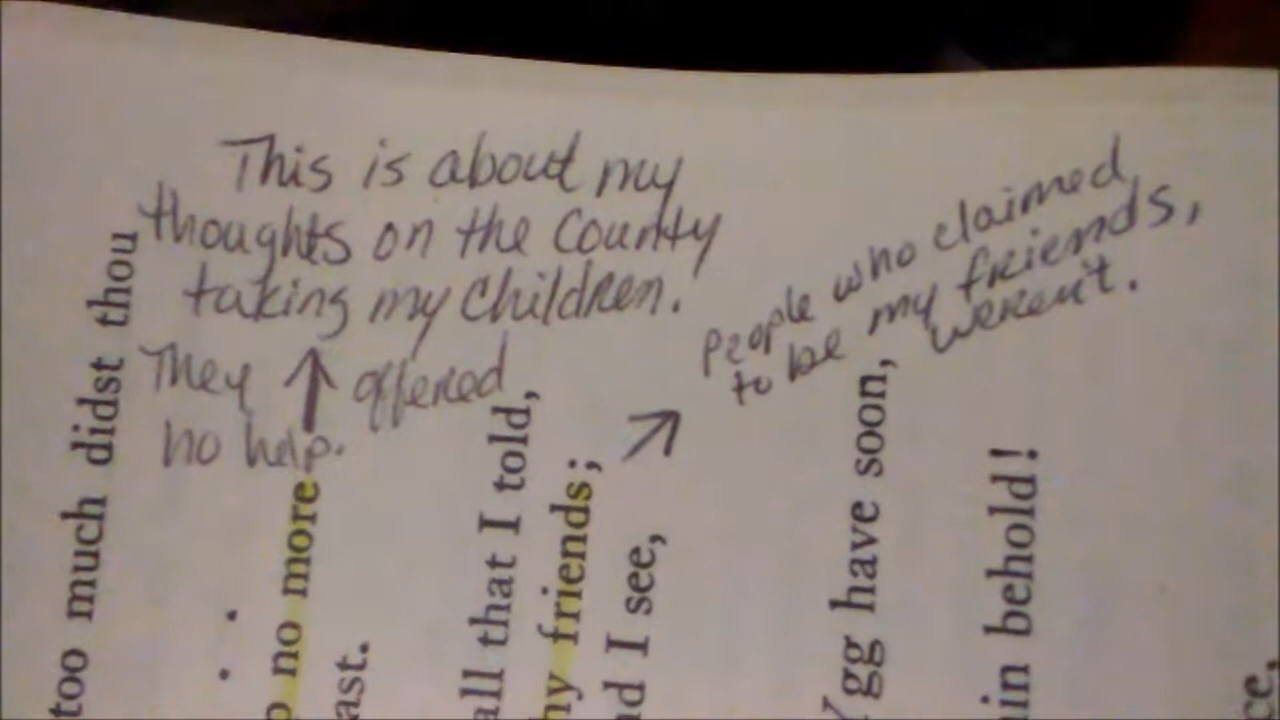 This is about my
thoughts on the County
taking my Children.
They ↑ offered
no help.
People who claimed
to be my friends,
weren't.
too much didst thou
no more
ast.
all that I told,
friends;
I see,
Ygg have soon,
behold!